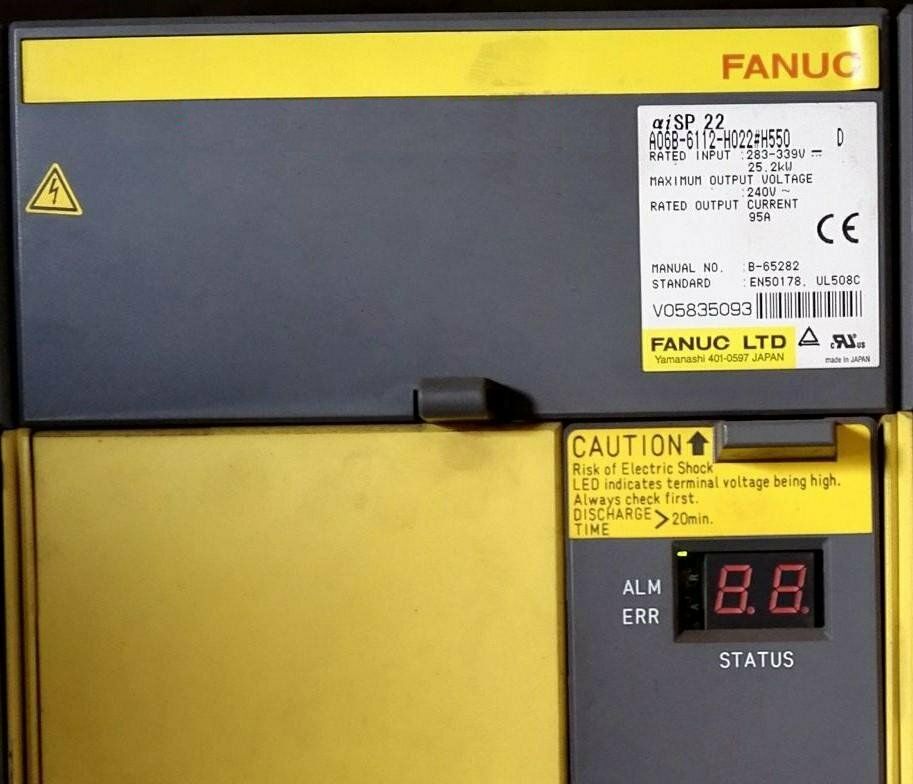 FANUC
αiSP 22
A06B-6112-H022#H550 D
RATED INPUT :283-339V ⎓
25.2kW
MAXIMUM OUTPUT VOLTAGE
:240V ~
RATED OUTPUT CURRENT
95A
CE
MANUAL NO. :B-65282
STANDARD :EN50178, UL508C
V05835093
FANUC LTD
Yamanashi 401-0597 JAPAN
c RU US
made in JAPAN
CAUTION
Risk of Electric Shock
LED indicates terminal voltage being high.
Always check first.
DISCHARGE
TIME >20min.
ALM
ERR
8.8.
STATUS